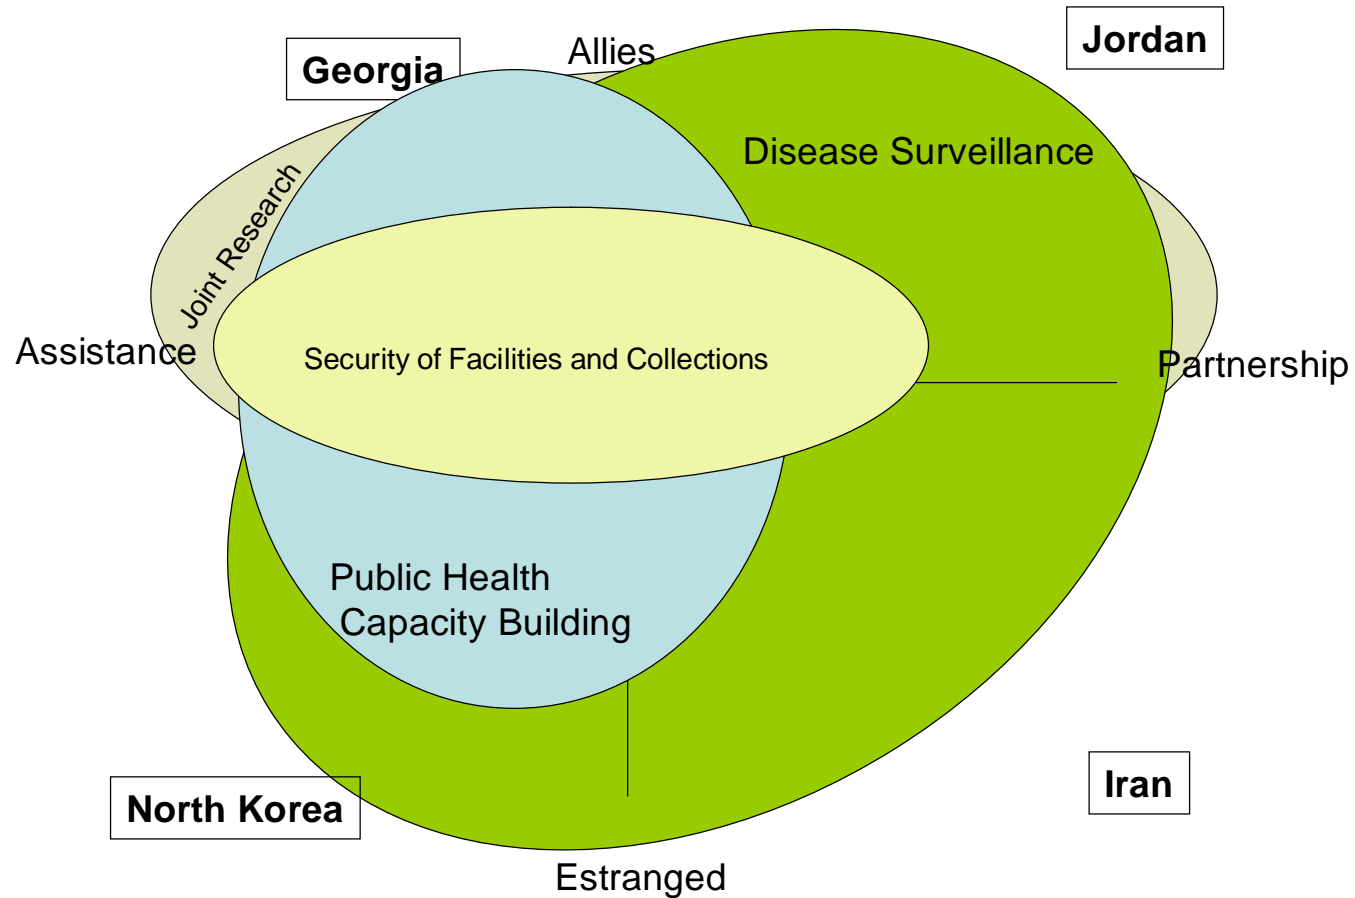 Allies
Jordan
Georgia
Disease Surveillance
Joint Research
Assistance
Security of Facilities and Collections
Partnership
Public Health
Capacity Building
Iran
North Korea
Estranged